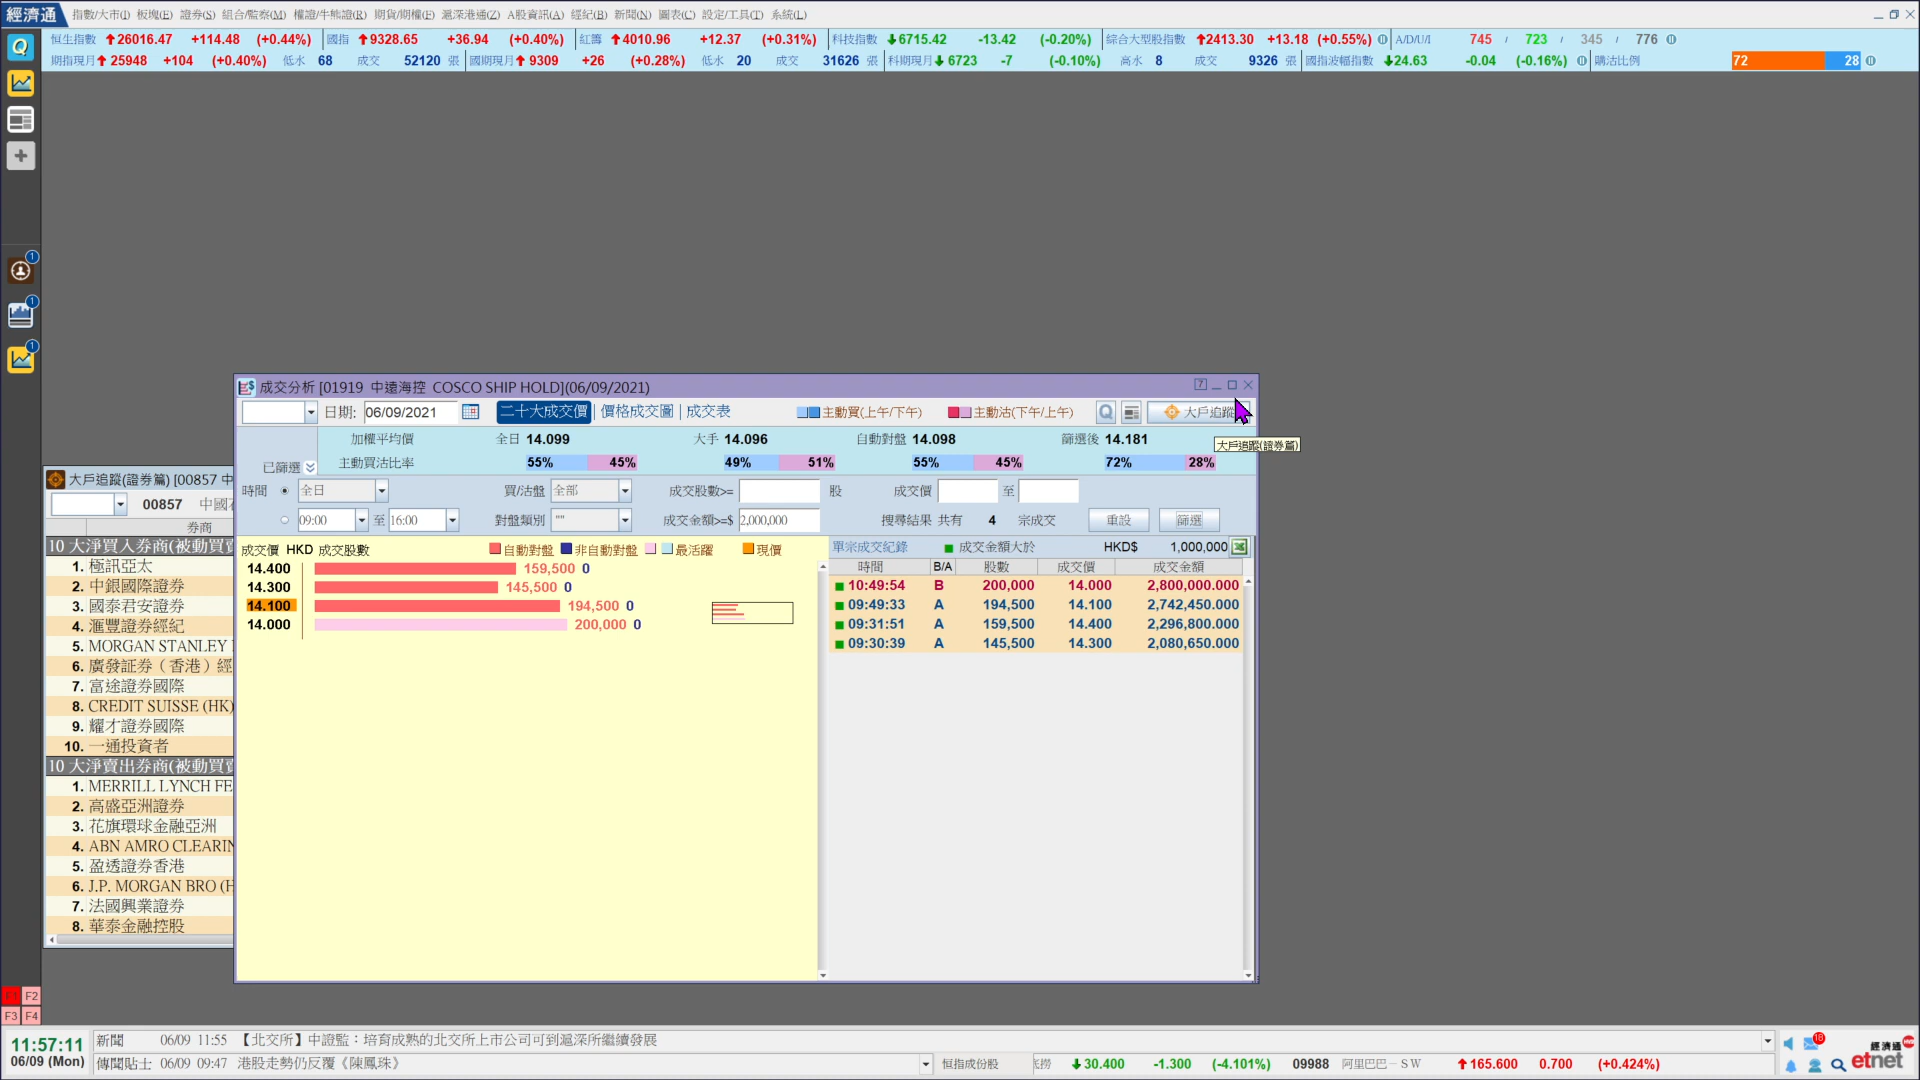 經濟通 指數/大市(I) 板塊(E) 證券(S) 組合/監察(M) 權證/牛熊證(R) 期貨/期權(F) 滬深港通(Z) A股資訊(A) 經紀(B) 新聞(N) 圖表(C) 設定/工具(T) 系統(L)
恒生指數 26016.47 +114.48 (+0.44%) 國指 9328.65 +36.94 (+0.40%) 紅籌 4010.96 +12.37 (+0.31%) 科技指數 6715.42 -13.42 (-0.20%) 綜合大型股指數 2413.30 +13.18 (+0.55%) A/D/U/I 745 / 723 / 345 / 776
期指現月 25948 +104 (+0.40%) 低水 68 成交 52120 張 國期現月 9309 +26 (+0.28%) 低水 20 成交 31626 張 科期現月 6723 -7 (-0.10%) 高水 8 成交 9326 張 國指波幅指數 24.63 -0.04 (-0.16%) 購沽比例 72 28
成交分析 [01919 中遠海控 COSCO SHIP HOLD](06/09/2021)
日期: 06/09/2021 二十大成交價 價格成交圖 成交表 主動買(上午/下午) 主動沽(下午/上午) 大戶追蹤
大戶追蹤(證券篇)
加權平均價 全日 14.099 大手 14.096 自動對盤 14.098 篩選後 14.181
已篩選 主動買沽比率 55% 45% 49% 51% 55% 45% 72% 28%
時間 全日 買/沽盤 全部 成交股數>= 股 成交價 至
09:00 至 16:00 對盤類別 "" 成交金額>=$ 2,000,000 搜尋結果 共有 4 宗成交 重設 篩選
成交價 HKD 成交股數 自動對盤 非自動對盤 最活躍 現價
14.400 159,500 0
14.300 145,500 0
14.100 194,500 0
14.000 200,000 0
單宗成交紀錄 成交金額大於 HKD$ 1,000,000
時間 B/A 股數 成交價 成交金額
10:49:54 B 200,000 14.000 2,800,000.000
09:49:33 A 194,500 14.100 2,742,450.000
09:31:51 A 159,500 14.400 2,296,800.000
09:30:39 A 145,500 14.300 2,080,650.000
大戶追蹤(證券篇) [00857 中
00857 中國
券商
10 大淨買入券商(被動買賣
1. 極訊亞太
2. 中銀國際證券
3. 國泰君安證券
4. 滙豐證券經紀
5. MORGAN STANLEY
6. 廣發証券（香港）經
7. 富途證券國際
8. CREDIT SUISSE (HK)
9. 耀才證券國際
10. 一通投資者
10 大淨賣出券商(被動買賣
1. MERRILL LYNCH FE
2. 高盛亞洲證券
3. 花旗環球金融亞洲
4. ABN AMRO CLEARIN
5. 盈透證券香港
6. J.P. MORGAN BRO (H
7. 法國興業證券
8. 華泰金融控股
1
1
1
F1 F2
F3 F4
11:57:11 新聞 06/09 11:55 【北交所】中證監：培育成熟的北交所上市公司可到滬深所繼續發展
06/09 (Mon) 傳聞貼士 06/09 09:47 港股走勢仍反覆《陳鳳珠》 恒指成份股 30.400 -1.300 (-4.101%) 09988 阿里巴巴－ＳＷ 165.600 0.700 (+0.424%)
18
經濟通
etnet